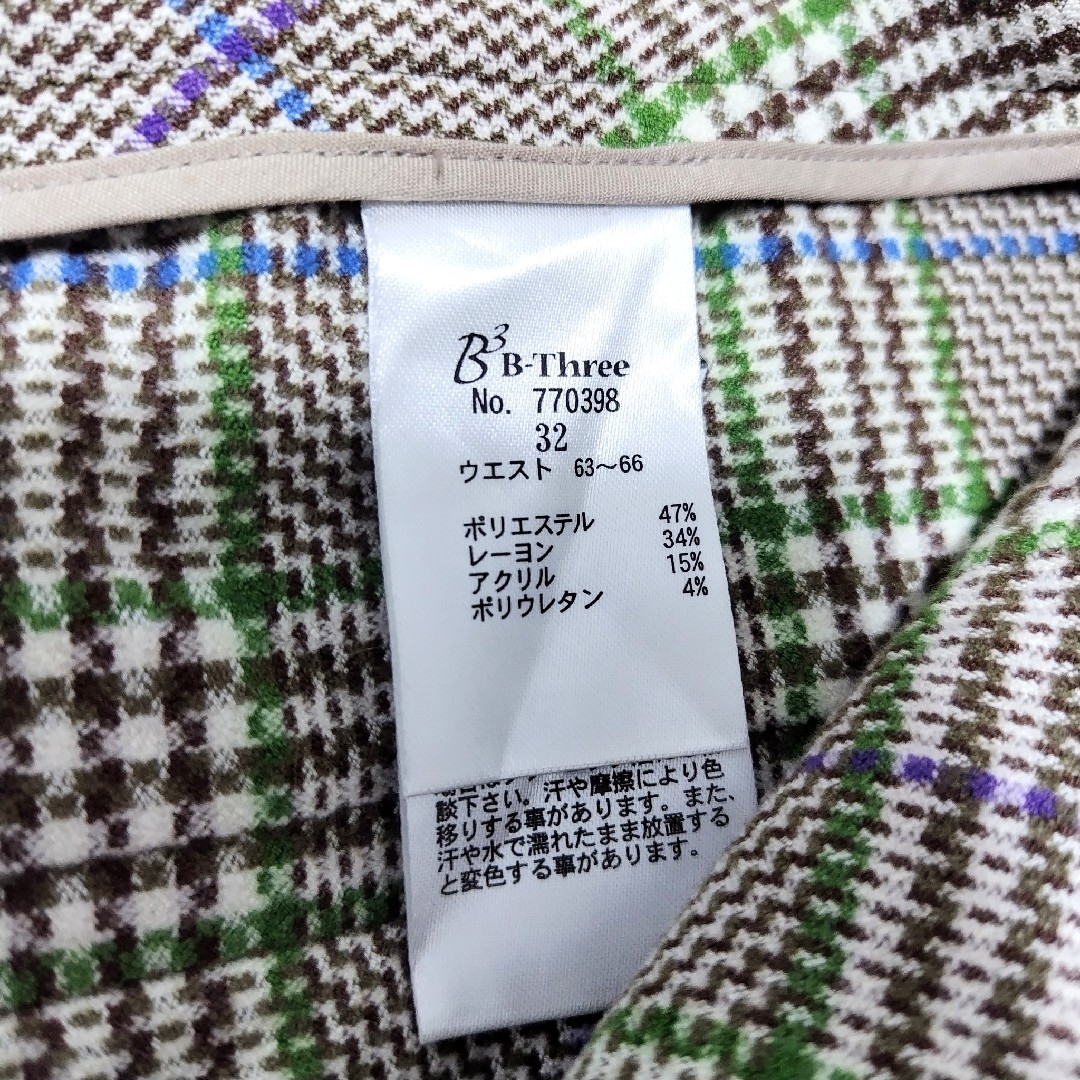 B³ B-Three
No. 770398
32
ウエスト 63～66
ポリエステル 47%
レーヨン 34%
アクリル 15%
ポリウレタン 4%
談下さい。汗や摩擦により色
移りする事があります。また、
汗や水で濡れたまま放置する
と変色する事があります。